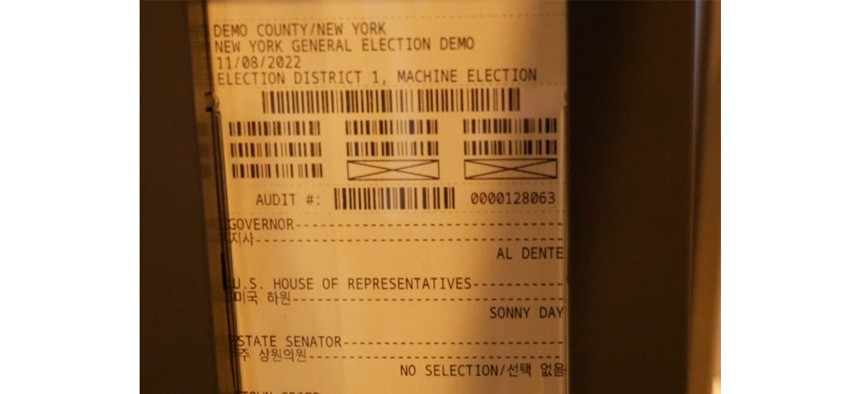 DEMO COUNTY/NEW YORK
NEW YORK GENERAL ELECTION DEMO
11/08/2022
ELECTION DISTRICT 1, MACHINE ELECTION
AUDIT #: 0000128063
GOVERNOR
지사
AL DENTE
U.S. HOUSE OF REPRESENTATIVES
미국 하원
SONNY DAY
STATE SENATOR
주 상원의원
NO SELECTION/선택 없음